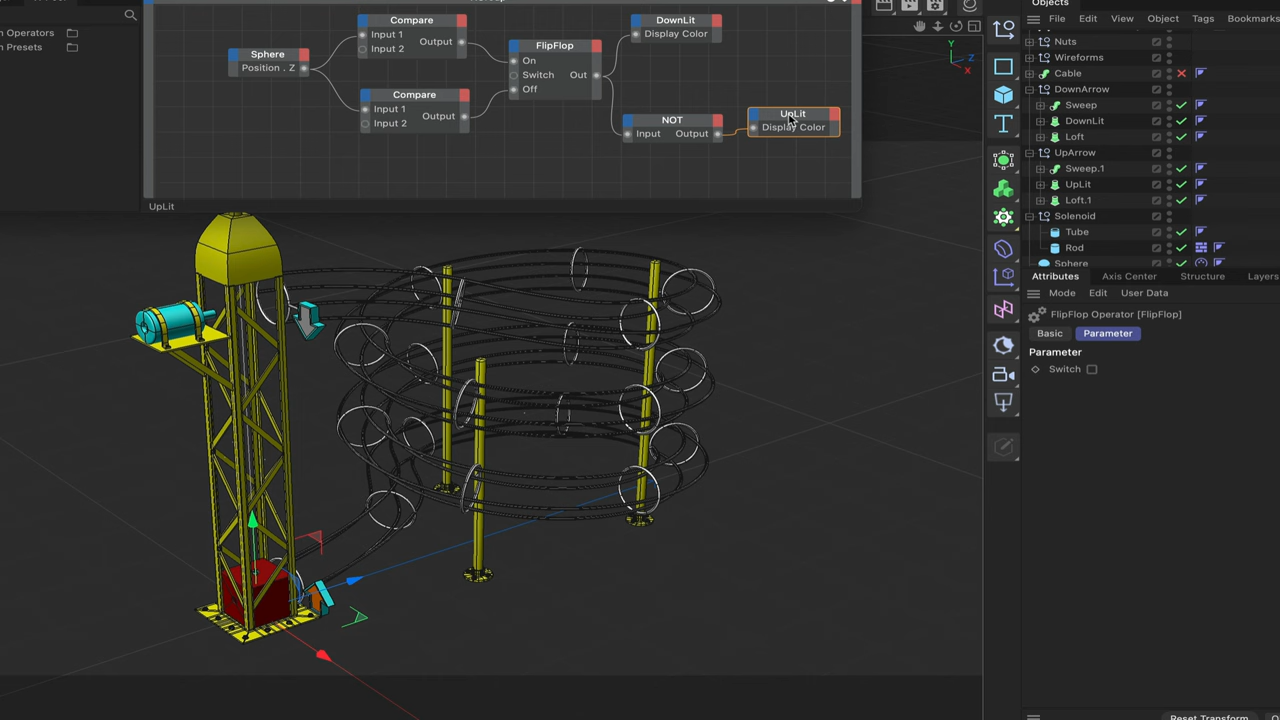 Operators
Presets
Compare
Input 1
Input 2
Output
Sphere
Position . Z
Compare
Input 1
Input 2
Output
FlipFlop
On
Switch
Off
Out
DownLit
Display Color
NOT
Input
Output
UpLit
Display Color
UpLit
Y
Z
X
Objects
File Edit View Object Tags Bookmarks
Nuts
Wireforms
Cable
DownArrow
Sweep
DownLit
Loft
UpArrow
Sweep.1
UpLit
Loft.1
Solenoid
Tube
Rod
Sphere
Attributes Axis Center Structure Layers
Mode Edit User Data
FlipFlop Operator [FlipFlop]
Basic Parameter
Parameter
Switch
Reset Transform